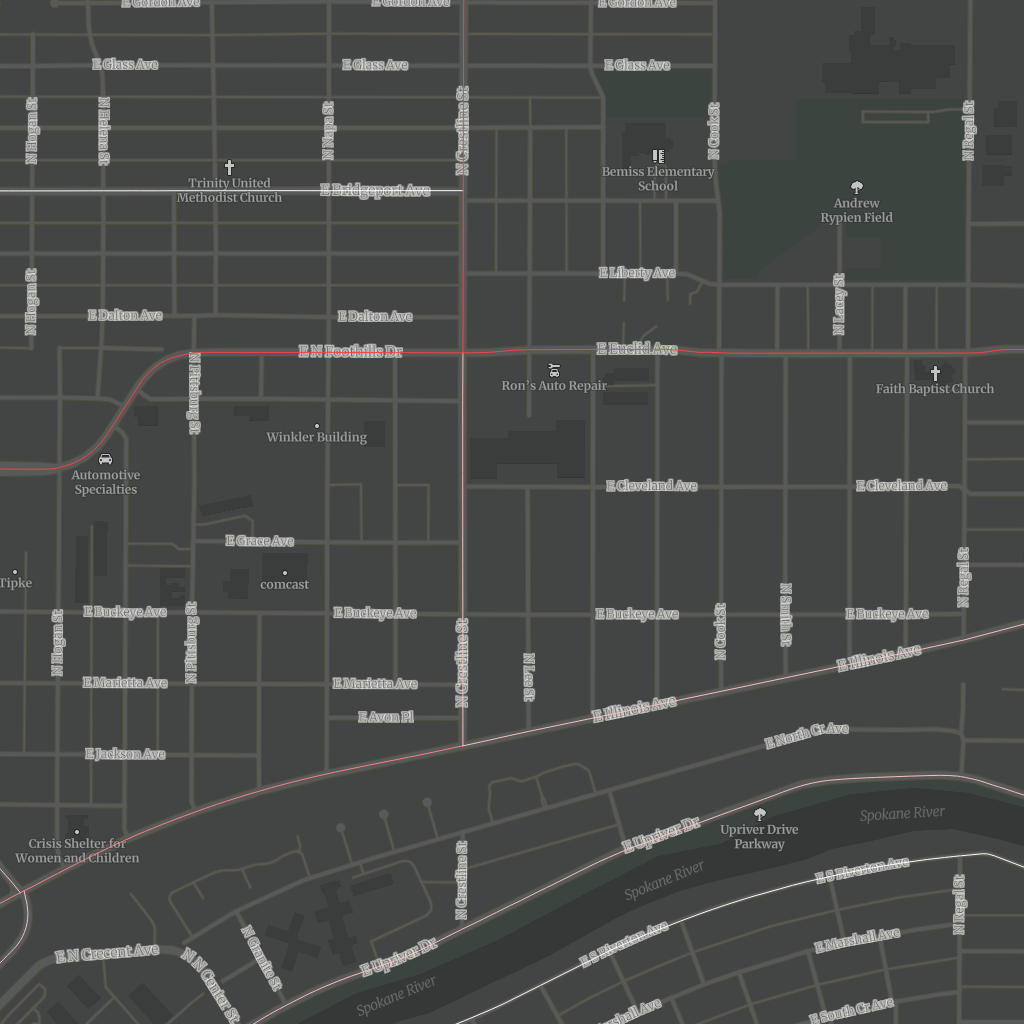 E Gordon Ave
E Gordon Ave
E Gordon Ave
E Glass Ave
E Glass Ave
E Glass Ave
N Hogan St
N Helena St
N Napa St
N Crestline St
N Cook St
N Regal St
Trinity United
Methodist Church
E Bridgeport Ave
Bemiss Elementary
School
Andrew
Rypien Field
E Liberty Ave
N Hogan St
N Lacey St
E Dalton Ave
E Dalton Ave
E N Foothills Dr
E Euclid Ave
N Pittsburg St
Ron's Auto Repair
Faith Baptist Church
Winkler Building
Automotive
Specialties
E Cleveland Ave
E Cleveland Ave
E Grace Ave
Tipke
comcast
N Regal St
E Buckeye Ave
E Buckeye Ave
E Buckeye Ave
E Buckeye Ave
N Hogan St
N Pittsburg St
N Crestline St
N Lee St
N Cook St
N Smith St
E Illinois Ave
E Marietta Ave
E Marietta Ave
E Avon Pl
E Illinois Ave
E North Cr Ave
E Jackson Ave
Spokane River
Upriver Drive
Parkway
E Upriver Dr
Crisis Shelter for
Women and Children
N Crestline St
Spokane River
E S Riverton Ave
N Regal St
E N Crecent Ave
N N Center St
N Granite St
E Upriver Dr
E S Riverton Ave
E Marshall Ave
Spokane River
Marshall Ave
E South Cr Ave